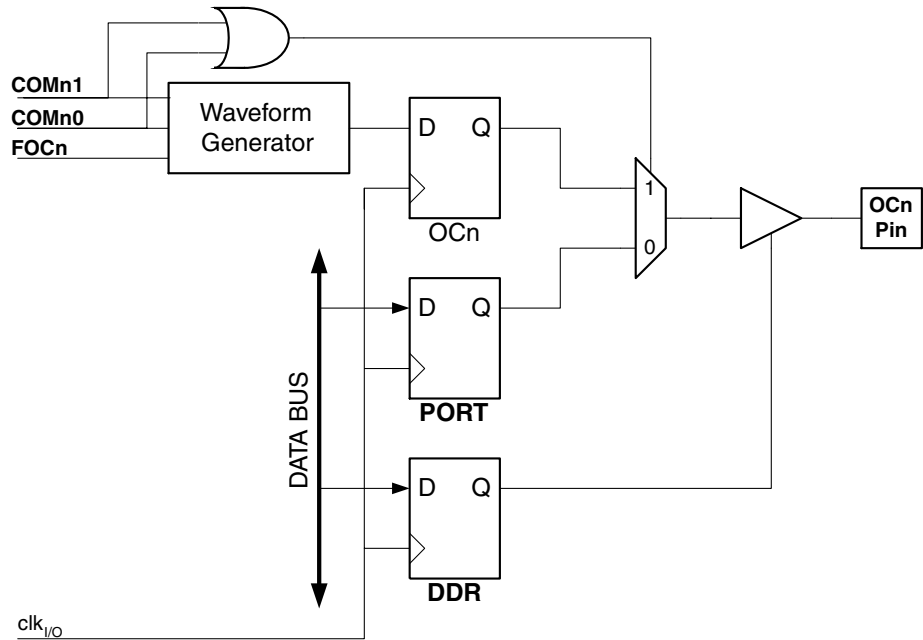 COMn1
COMn0
FOCn
Waveform
Generator
D Q
OCn
1
0
OCn
Pin
D Q
PORT
DATA BUS
D Q
DDR
clkI/O